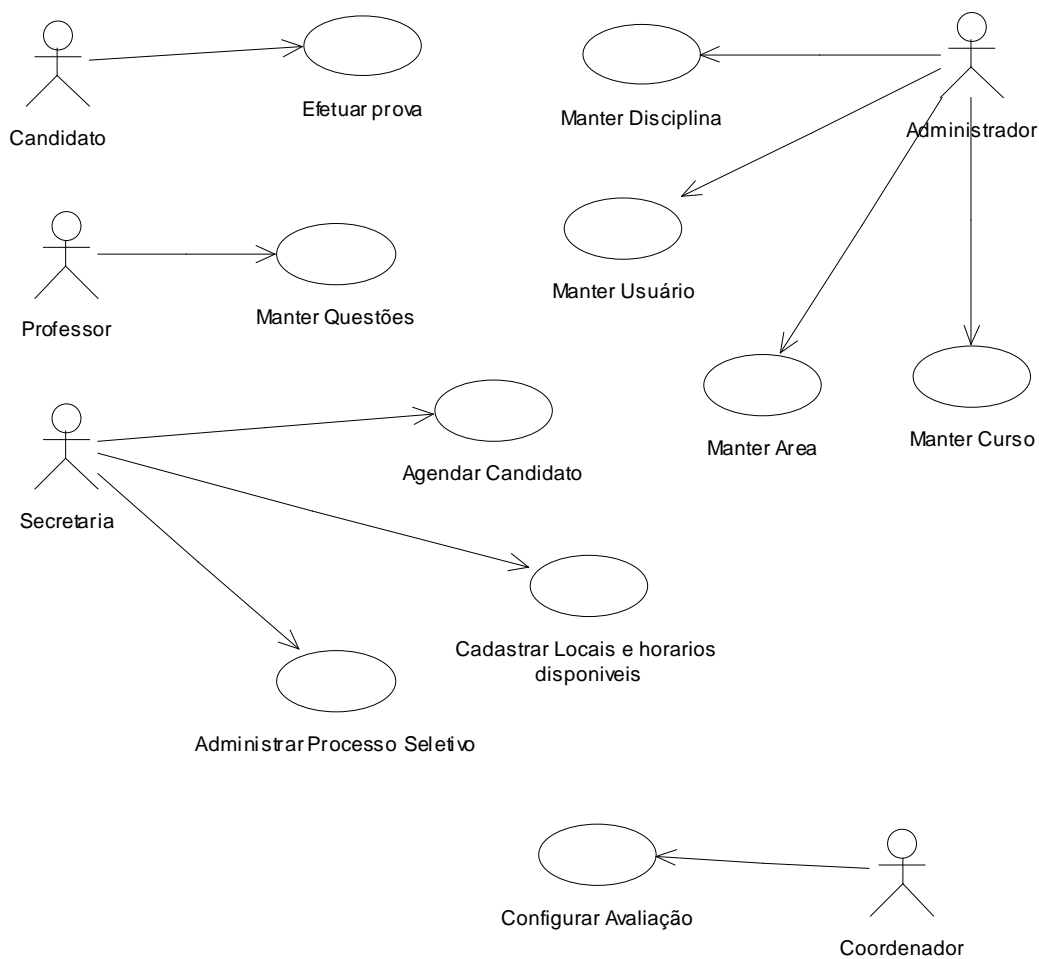 Candidato
Efetuar prova
Manter Disciplina
Administrador
Professor
Manter Questões
Manter Usuário
Secretaria
Agendar Candidato
Manter Area
Manter Curso
Cadastrar Locais e horarios
disponiveis
Administrar Processo Seletivo
Configurar Avaliação
Coordenador